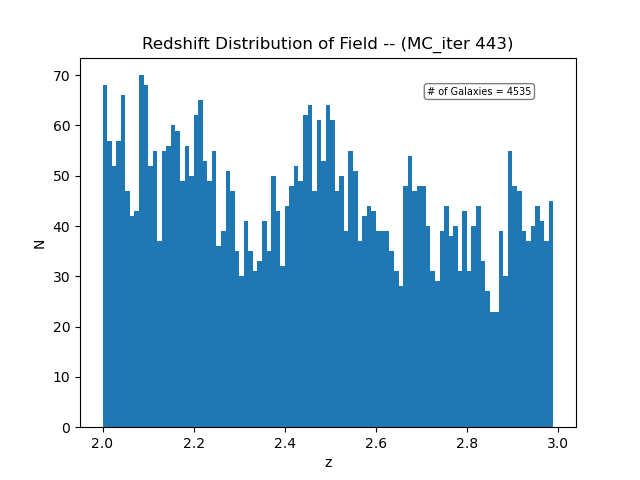 Redshift Distribution of Field -- (MC_iter 443)
# of Galaxies = 4535
70
60
50
40
30
20
10
0
N
2.0 2.2 2.4 2.6 2.8 3.0
z